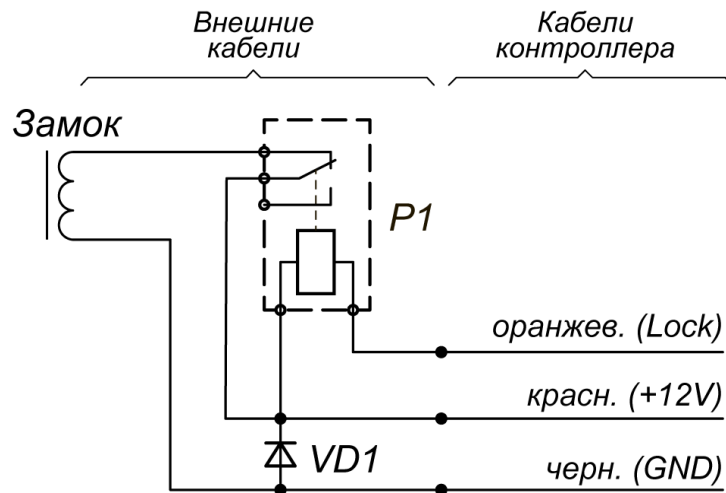 Внешние
кабели
Кабели
контроллера
Замок
P1
оранжев. (Lock)
красн. (+12V)
VD1
черн. (GND)